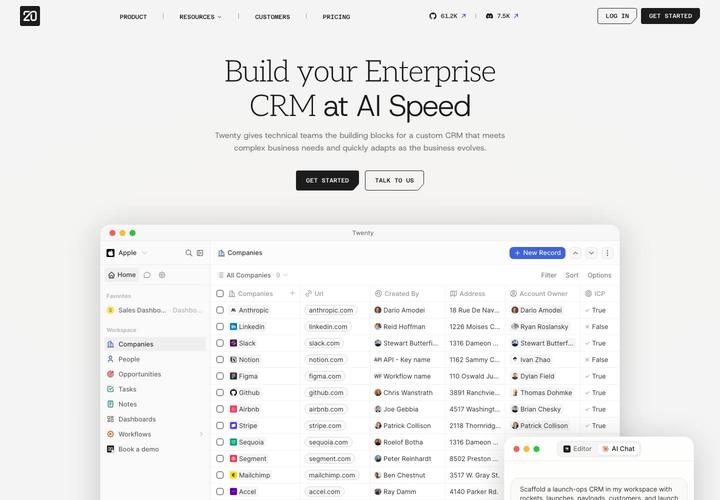 20
PRODUCT RESOURCES CUSTOMERS PRICING
61.2K 7.5K
LOG IN GET STARTED
Build your Enterprise
CRM at AI Speed
Twenty gives technical teams the building blocks for a custom CRM that meets
complex business needs and quickly adapts as the business evolves.
GET STARTED TALK TO US
Twenty
Apple
Home
Favorites
Sales Dashbo... · Dashbo...
Workspace
Companies
People
Opportunities
Tasks
Notes
Dashboards
Workflows
Book a demo
Companies
New Record
All Companies 9
Filter Sort Options
Companies + Url Created By Address Account Owner ICP
Anthropic anthropic.com Dario Amodei 18 Rue De Nav... Dario Amodei True
Linkedin linkedin.com Reid Hoffman 1226 Moises C... Ryan Roslansky False
Slack slack.com Stewart Butterfi... 1316 Dameon ... Stewart Butterf... True
Notion notion.com API API - Key name 1162 Sammy C... Ivan Zhao False
Figma figma.com WF Workflow name 110 Oswald Ju... Dylan Field True
Github github.com Chris Wanstrath 3891 Ranchvie... Thomas Dohmke True
Airbnb airbnb.com Joe Gebbia 4517 Washingt... Brian Chesky True
Stripe stripe.com Patrick Collison 2118 Thornridg... Patrick Collison True
Sequoia sequoia.com Roelof Botha 1316 Dameon ...
Segment segment.com Peter Reinhardt 8502 Preston ...
Mailchimp mailchimp.com Ben Chestnut 3517 W. Gray St.
Accel accel.com Ray Damm 4140 Parker Rd.
Editor AI Chat
Scaffold a launch-ops CRM in my workspace with
rockets, launches, payloads, customers, and launch